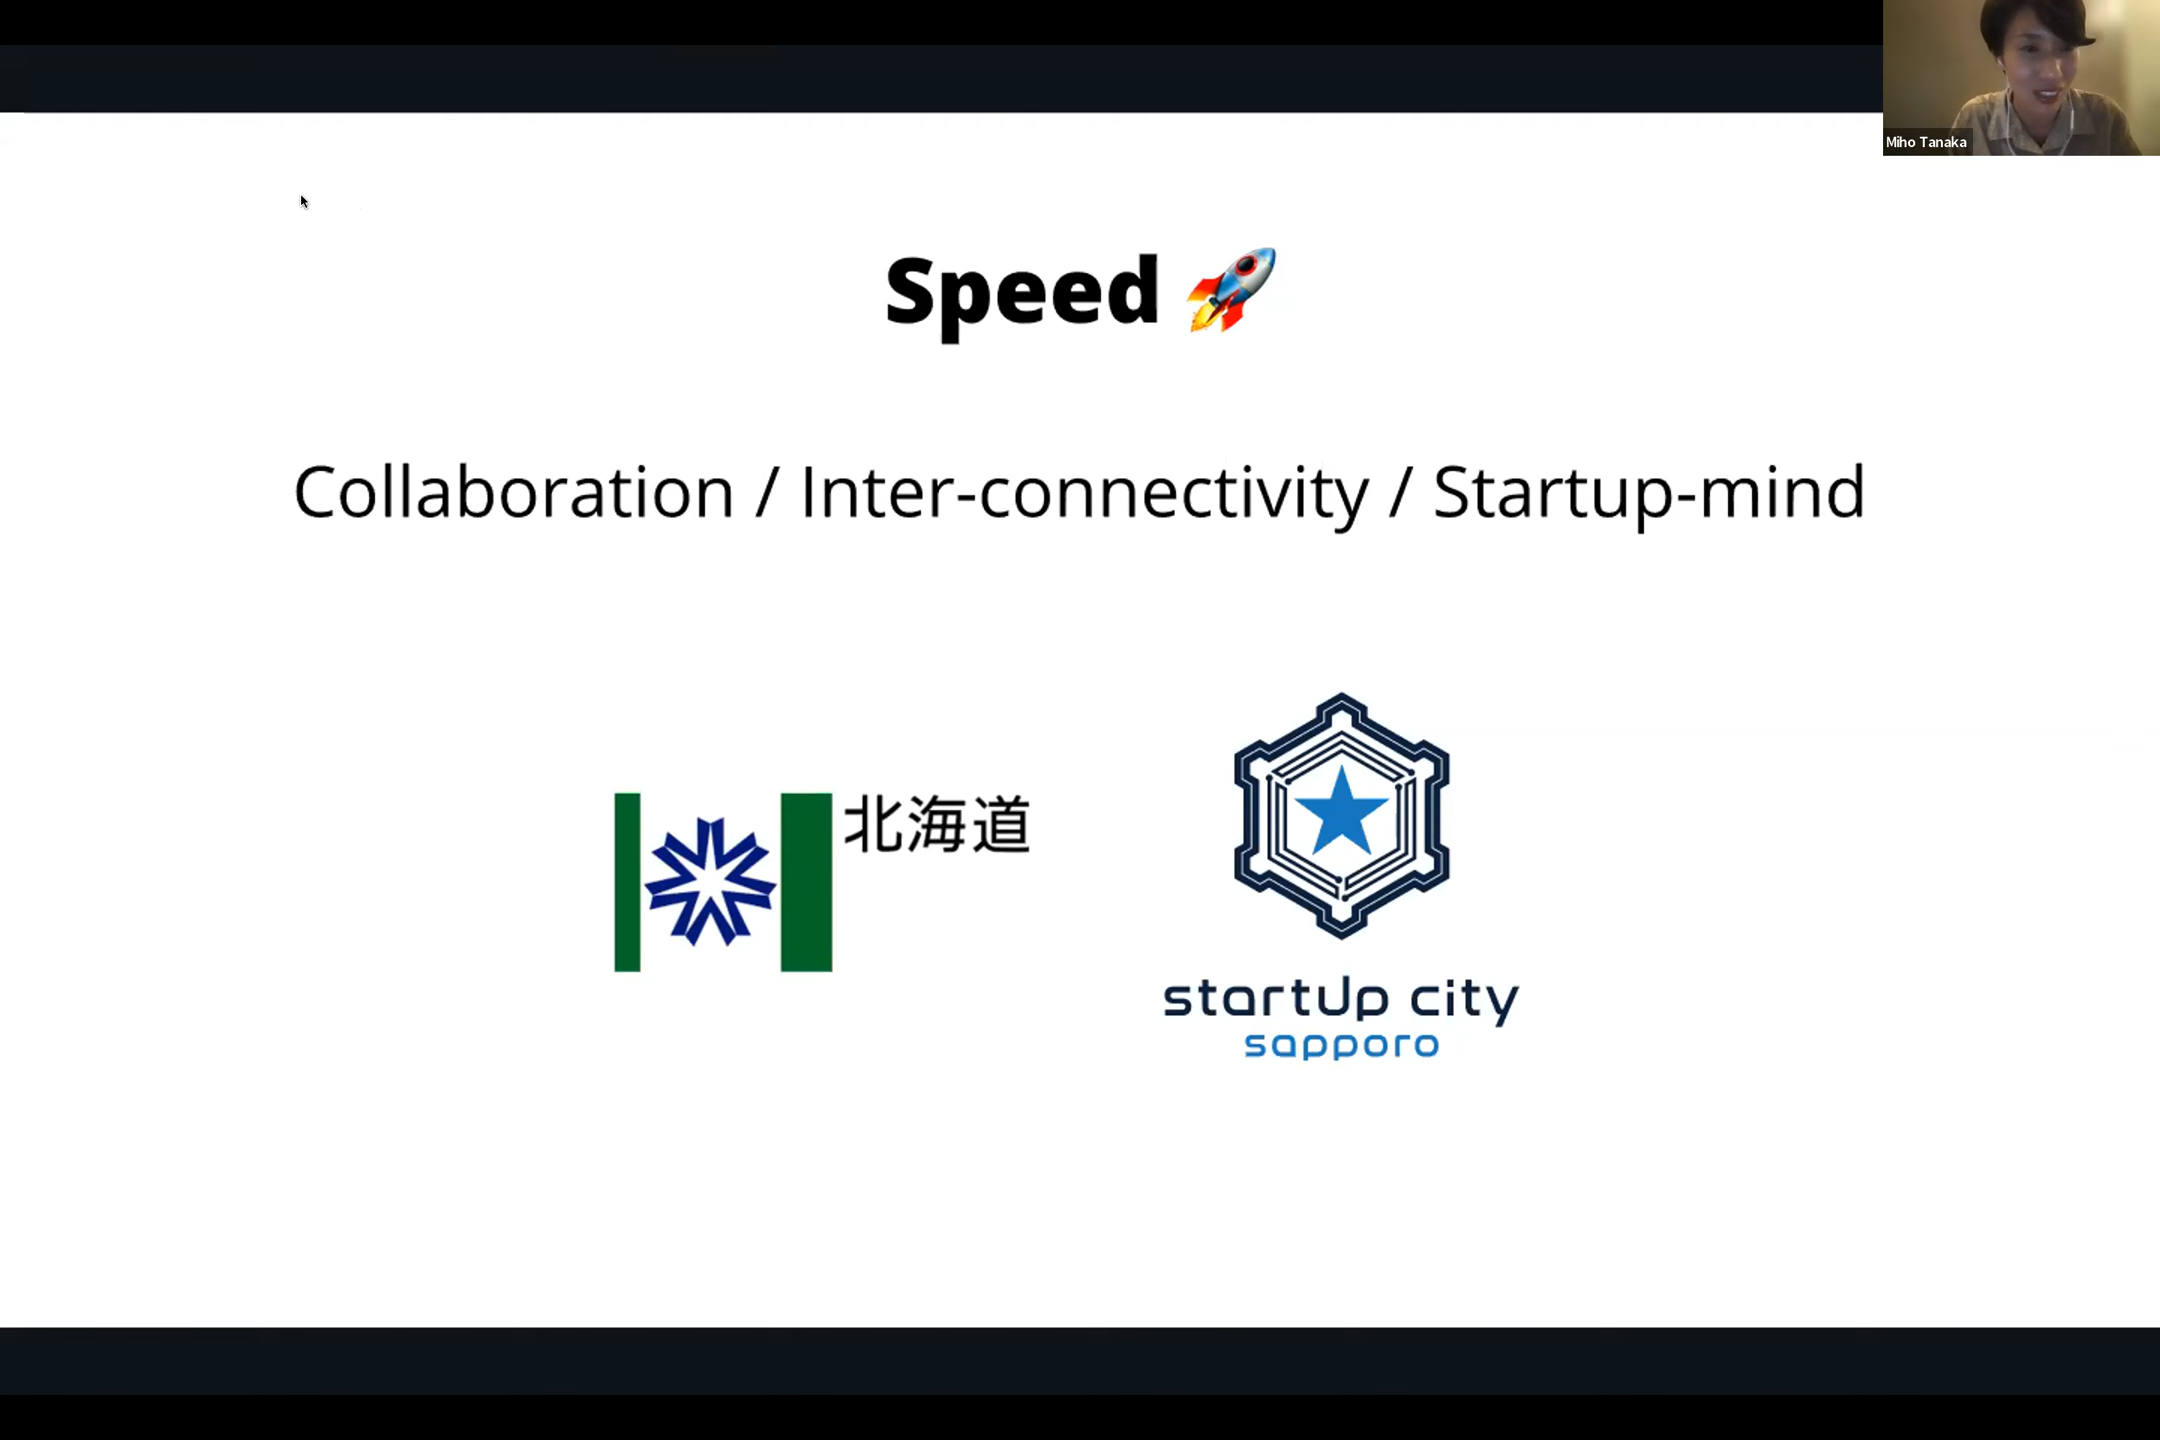 Miho Tanaka
Speed 🚀
Collaboration / Inter-connectivity / Startup-mind
北海道
startUp city
sapporo